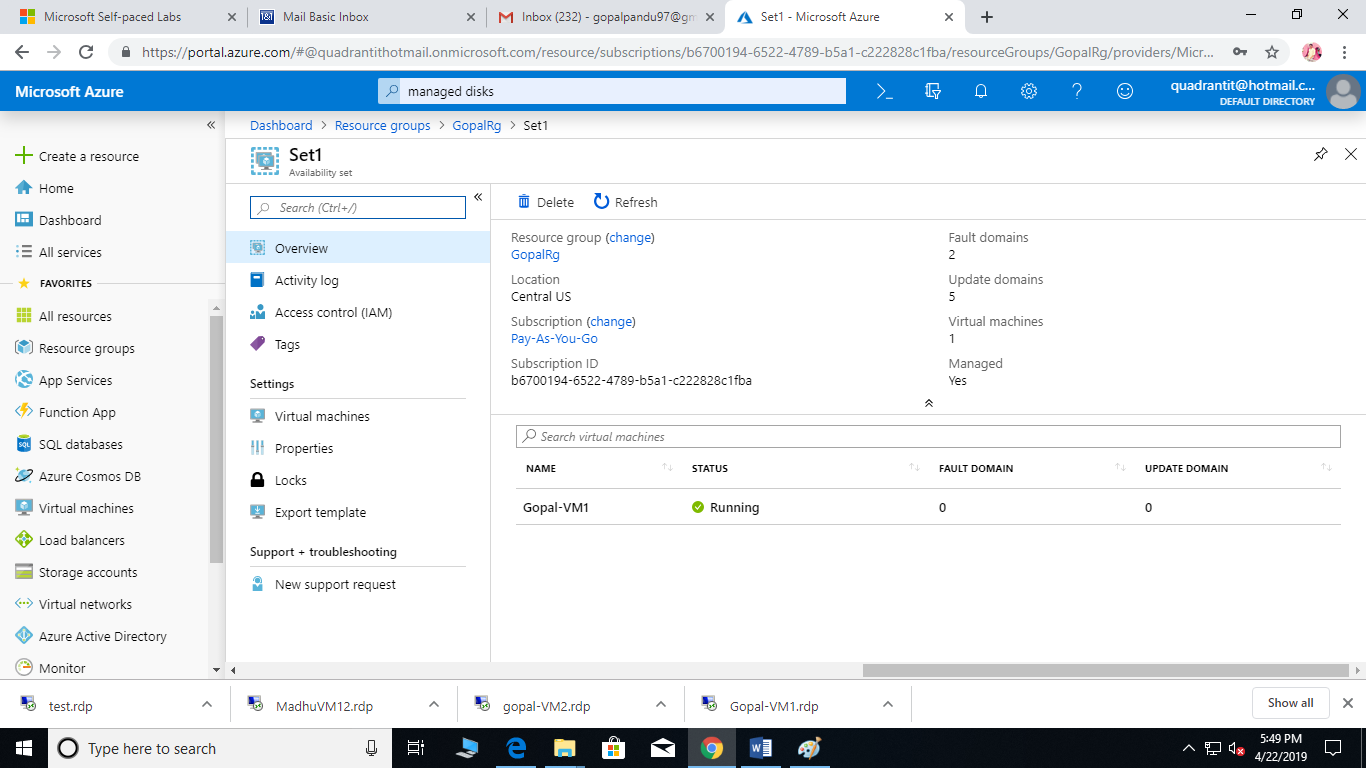 Microsoft Self-paced Labs
Mail Basic Inbox
Inbox (232) - gopalpandu97@gm
Set1 - Microsoft Azure
https://portal.azure.com/#@quadrantithotmail.onmicrosoft.com/resource/subscriptions/b6700194-6522-4789-b5a1-c222828c1fba/resourceGroups/GopalRg/providers/Micr...
Microsoft Azure
managed disks
quadrantit@hotmail.c...
DEFAULT DIRECTORY
Dashboard > Resource groups > GopalRg > Set1
Create a resource
Home
Dashboard
All services
FAVORITES
All resources
Resource groups
App Services
Function App
SQL databases
Azure Cosmos DB
Virtual machines
Load balancers
Storage accounts
Virtual networks
Azure Active Directory
Monitor
Set1
Availability set
Search (Ctrl+/)
Overview
Activity log
Access control (IAM)
Tags
Settings
Virtual machines
Properties
Locks
Export template
Support + troubleshooting
New support request
Delete Refresh
Resource group (change)
GopalRg
Location
Central US
Subscription (change)
Pay-As-You-Go
Subscription ID
b6700194-6522-4789-b5a1-c222828c1fba
Fault domains
2
Update domains
5
Virtual machines
1
Managed
Yes
Search virtual machines
NAME STATUS FAULT DOMAIN UPDATE DOMAIN
Gopal-VM1 Running 0 0
test.rdp
MadhuVM12.rdp
gopal-VM2.rdp
Gopal-VM1.rdp
Show all
Type here to search
5:49 PM
4/22/2019